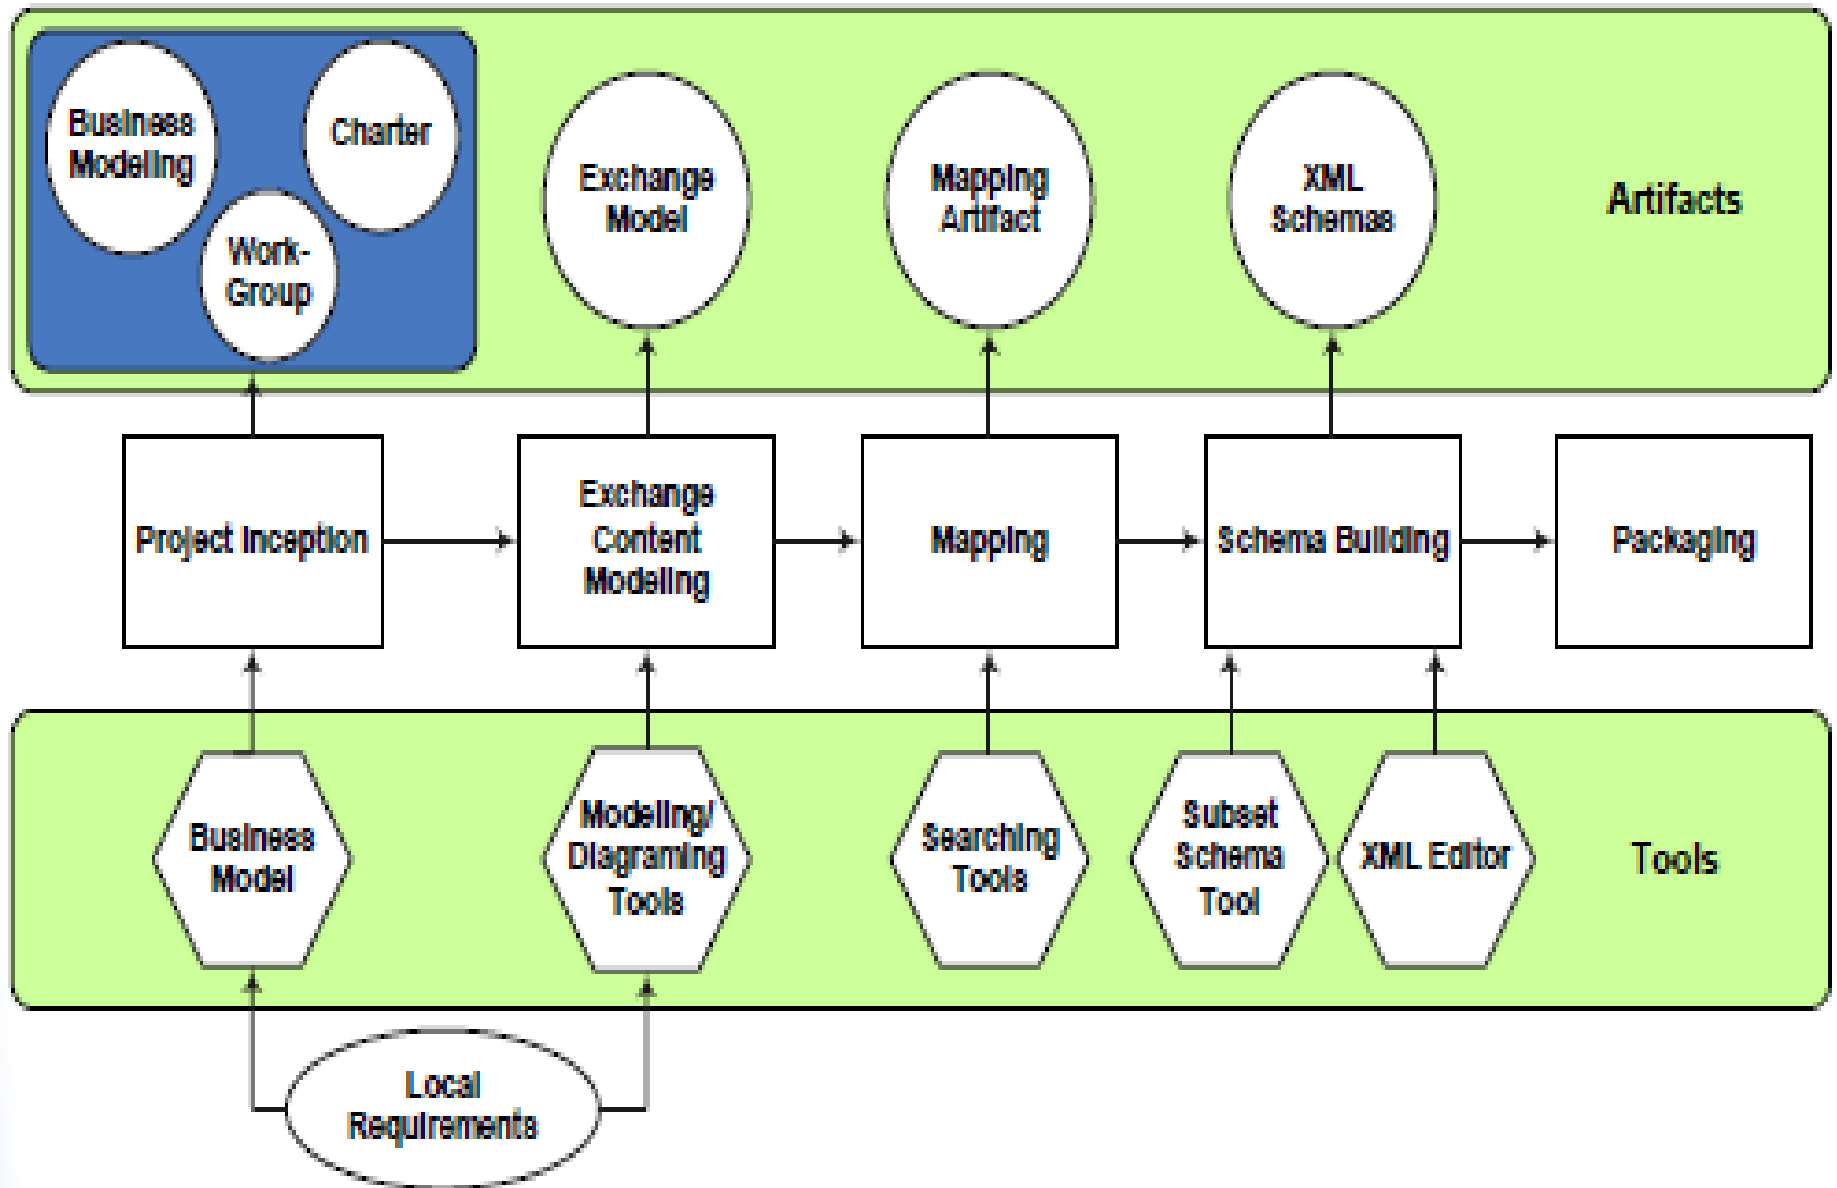 Business
Modeling
Charter
Work-
Group
Exchange
Model
Mapping
Artifact
XML
Schemas
Artifacts
Project Inception
Exchange
Content
Modeling
Mapping
Schema Building
Packaging
Business
Model
Modeling/
Diagraming
Tools
Searching
Tools
Subset
Schema
Tool
XML Editor
Tools
Local
Requirements